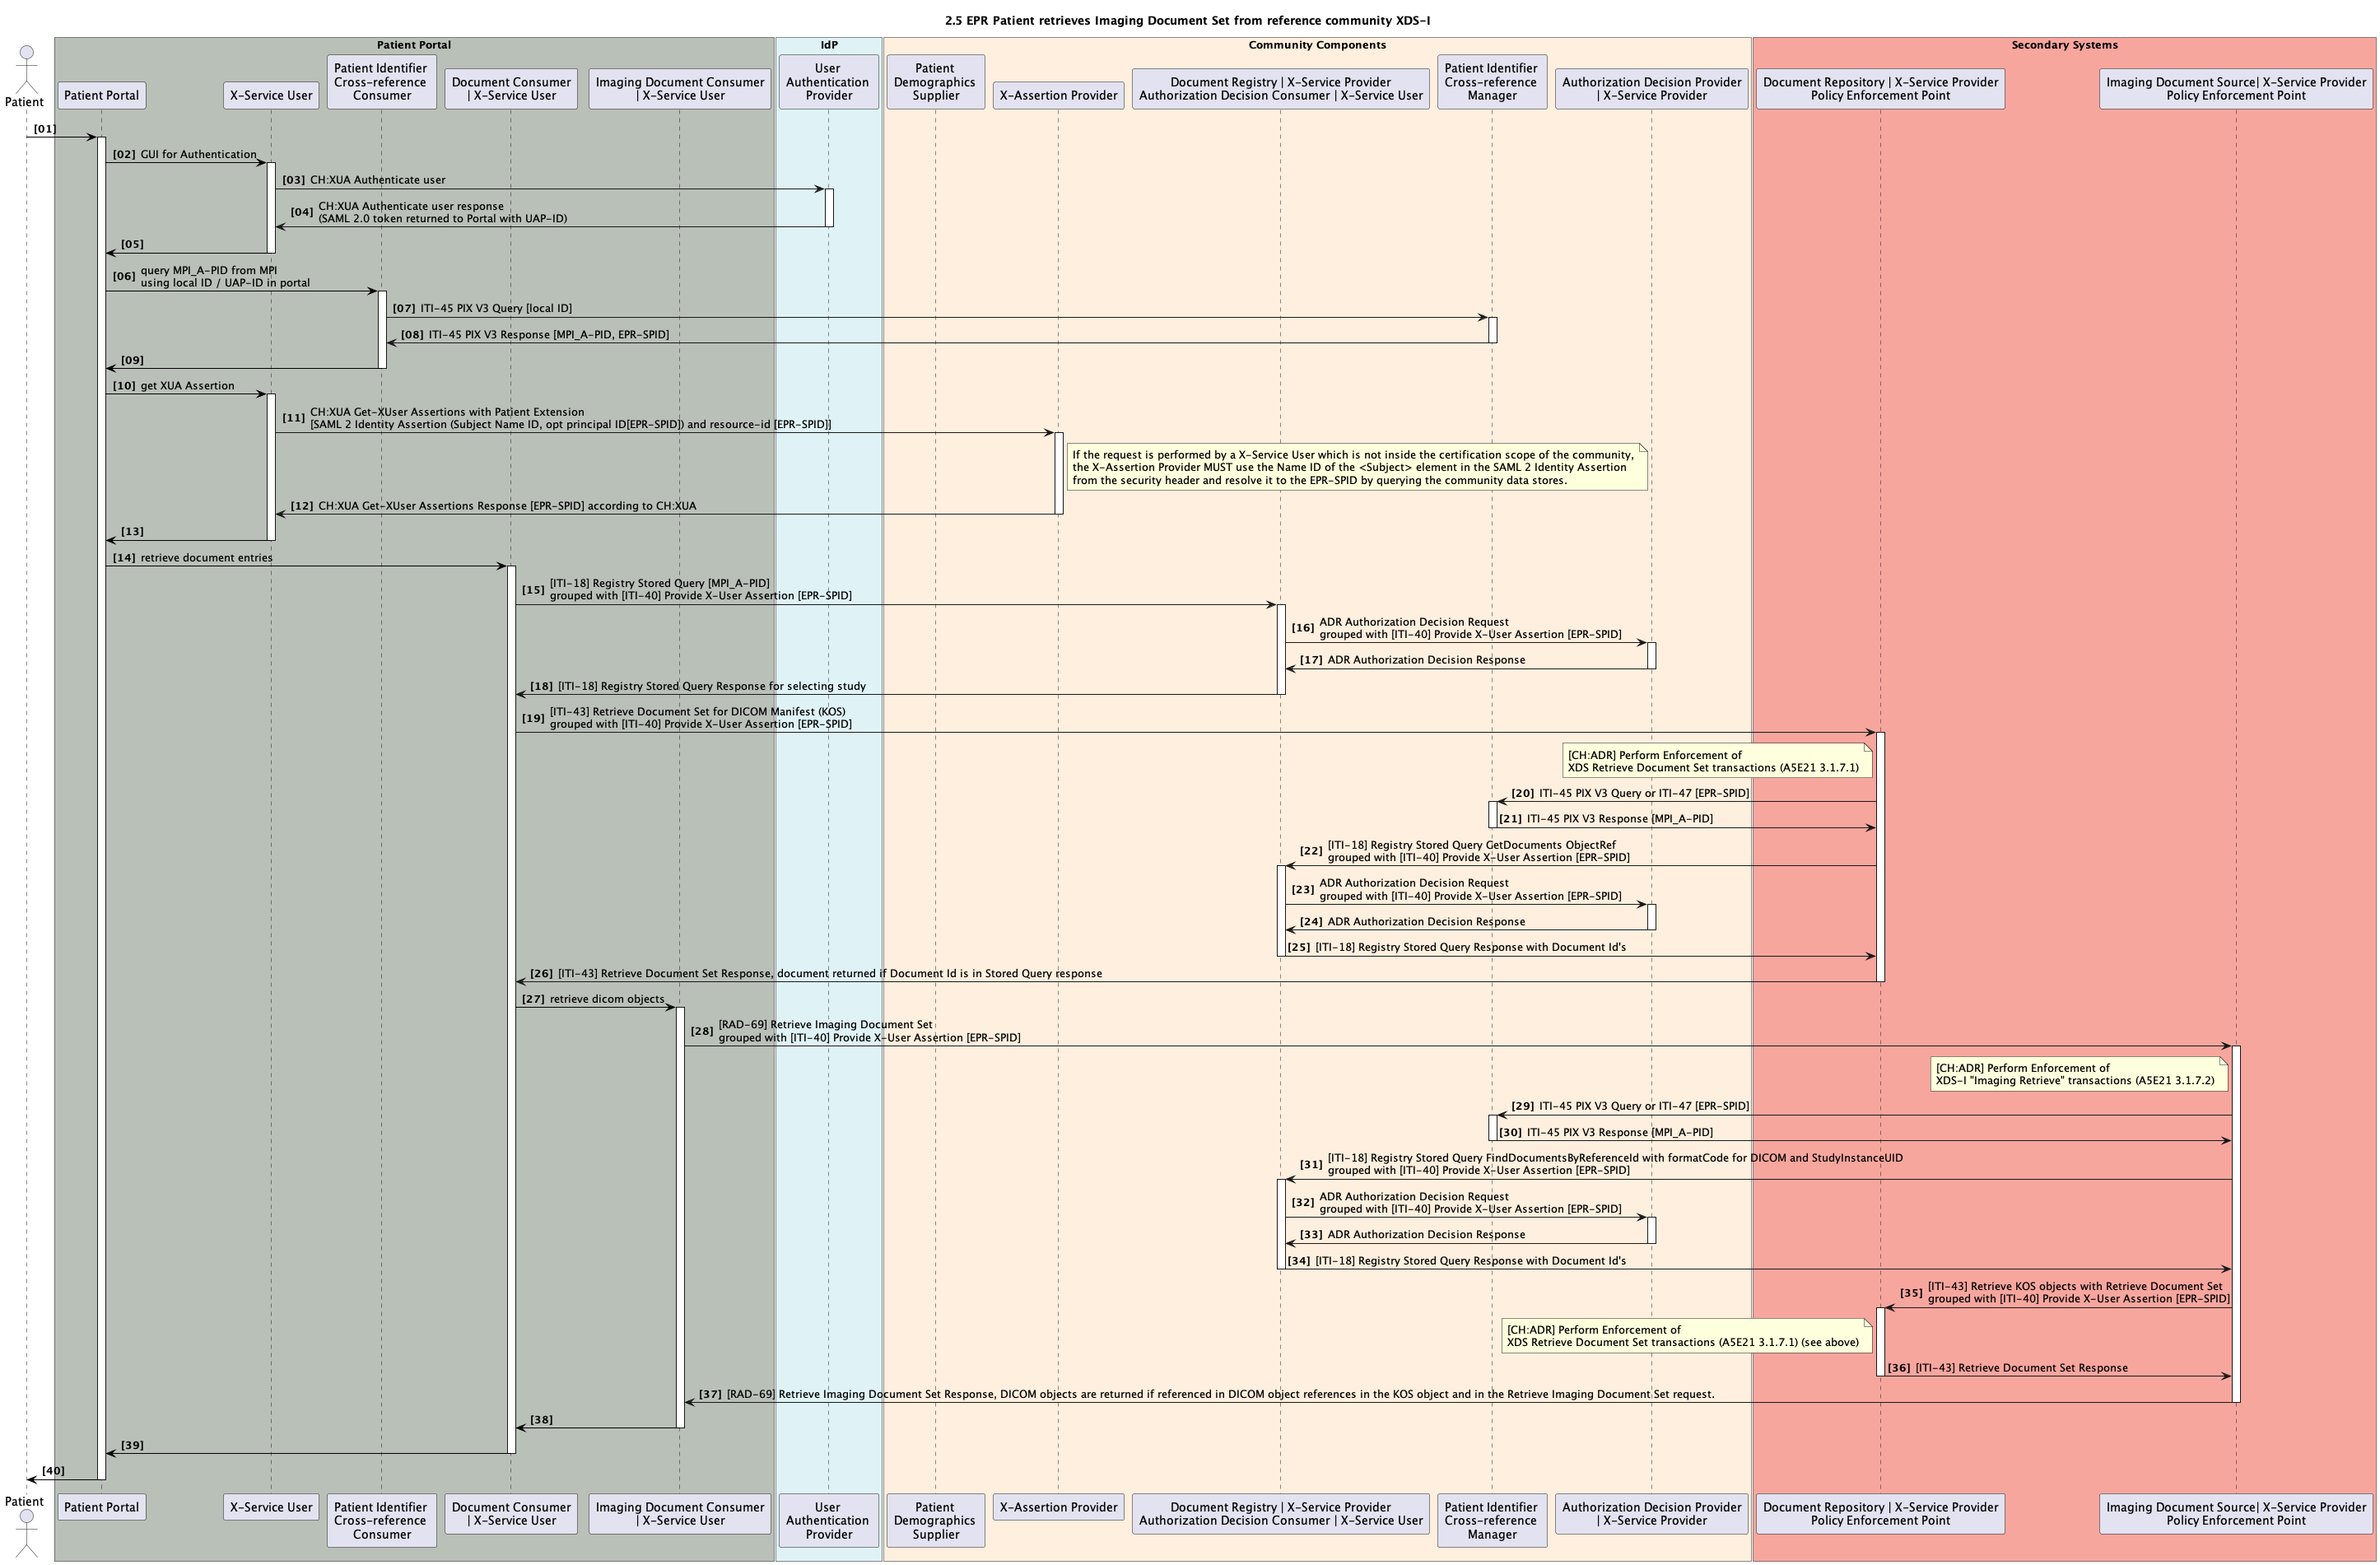 2.5 EPR Patient retrieves Imaging Document Set from reference community XDS-I
Patient Portal
IdP
Community Components
Secondary Systems
Patient
Patient Portal
X-Service User
Patient Identifier
Cross-reference
Consumer
Document Consumer
| X-Service User
Imaging Document Consumer
| X-Service User
User
Authentication
Provider
Patient
Demographics
Supplier
X-Assertion Provider
Document Registry | X-Service Provider
Authorization Decision Consumer | X-Service User
Patient Identifier
Cross-reference
Manager
Authorization Decision Provider
| X-Service Provider
Document Repository | X-Service Provider
Policy Enforcement Point
Imaging Document Source| X-Service Provider
Policy Enforcement Point
[01]
[02] GUI for Authentication
[03] CH:XUA Authenticate user
[04] CH:XUA Authenticate user response
(SAML 2.0 token returned to Portal with UAP-ID)
[05]
[06] query MPI_A-PID from MPI
using local ID / UAP-ID in portal
[07] ITI-45 PIX V3 Query [local ID]
[08] ITI-45 PIX V3 Response [MPI_A-PID, EPR-SPID]
[09]
[10] get XUA Assertion
[11] CH:XUA Get-XUser Assertions with Patient Extension
[SAML 2 Identity Assertion (Subject Name ID, opt principal ID[EPR-SPID]) and resource-id [EPR-SPID]]
If the request is performed by a X-Service User which is not inside the certification scope of the community,
the X-Assertion Provider MUST use the Name ID of the <Subject> element in the SAML 2 Identity Assertion
from the security header and resolve it to the EPR-SPID by querying the community data stores.
[12] CH:XUA Get-XUser Assertions Response [EPR-SPID] according to CH:XUA
[13]
[14] retrieve document entries
[15] [ITI-18] Registry Stored Query [MPI_A-PID]
grouped with [ITI-40] Provide X-User Assertion [EPR-SPID]
[16] ADR Authorization Decision Request
grouped with [ITI-40] Provide X-User Assertion [EPR-SPID]
[17] ADR Authorization Decision Response
[18] [ITI-18] Registry Stored Query Response for selecting study
[19] [ITI-43] Retrieve Document Set for DICOM Manifest (KOS)
grouped with [ITI-40] Provide X-User Assertion [EPR-SPID]
[CH:ADR] Perform Enforcement of
XDS Retrieve Document Set transactions (A5E21 3.1.7.1)
[20] ITI-45 PIX V3 Query or ITI-47 [EPR-SPID]
[21] ITI-45 PIX V3 Response [MPI_A-PID]
[22] [ITI-18] Registry Stored Query GetDocuments ObjectRef
grouped with [ITI-40] Provide X-User Assertion [EPR-SPID]
[23] ADR Authorization Decision Request
grouped with [ITI-40] Provide X-User Assertion [EPR-SPID]
[24] ADR Authorization Decision Response
[25] [ITI-18] Registry Stored Query Response with Document Id's
[26] [ITI-43] Retrieve Document Set Response, document returned if Document Id is in Stored Query response
[27] retrieve dicom objects
[28] [RAD-69] Retrieve Imaging Document Set
grouped with [ITI-40] Provide X-User Assertion [EPR-SPID]
[CH:ADR] Perform Enforcement of
XDS-I "Imaging Retrieve" transactions (A5E21 3.1.7.2)
[29] ITI-45 PIX V3 Query or ITI-47 [EPR-SPID]
[30] ITI-45 PIX V3 Response [MPI_A-PID]
[31] [ITI-18] Registry Stored Query FindDocumentsByReferenceId with formatCode for DICOM and StudyInstanceUID
grouped with [ITI-40] Provide X-User Assertion [EPR-SPID]
[32] ADR Authorization Decision Request
grouped with [ITI-40] Provide X-User Assertion [EPR-SPID]
[33] ADR Authorization Decision Response
[34] [ITI-18] Registry Stored Query Response with Document Id's
[35] [ITI-43] Retrieve KOS objects with Retrieve Document Set
grouped with [ITI-40] Provide X-User Assertion [EPR-SPID]
[CH:ADR] Perform Enforcement of
XDS Retrieve Document Set transactions (A5E21 3.1.7.1) (see above)
[36] [ITI-43] Retrieve Document Set Response
[37] [RAD-69] Retrieve Imaging Document Set Response, DICOM objects are returned if referenced in DICOM object references in the KOS object and in the Retrieve Imaging Document Set request.
[38]
[39]
[40]
Patient
Patient Portal
X-Service User
Patient Identifier
Cross-reference
Consumer
Document Consumer
| X-Service User
Imaging Document Consumer
| X-Service User
User
Authentication
Provider
Patient
Demographics
Supplier
X-Assertion Provider
Document Registry | X-Service Provider
Authorization Decision Consumer | X-Service User
Patient Identifier
Cross-reference
Manager
Authorization Decision Provider
| X-Service Provider
Document Repository | X-Service Provider
Policy Enforcement Point
Imaging Document Source| X-Service Provider
Policy Enforcement Point